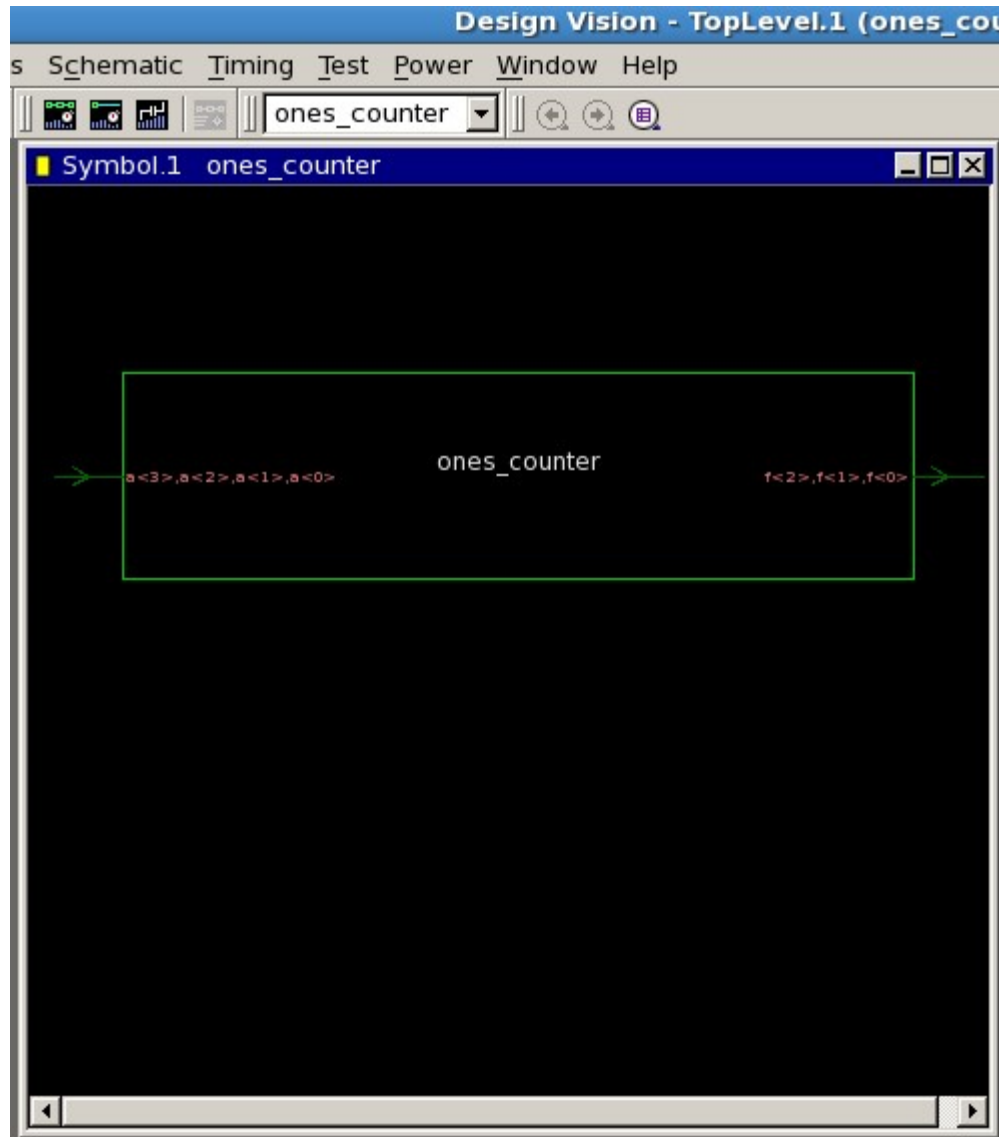 Design Vision - TopLevel.1 (ones_cou
s Schematic Timing Test Power Window Help
ones_counter
Symbol.1 ones_counter
ones_counter
a<3>,a<2>,a<1>,a<0>
f<2>,f<1>,f<0>